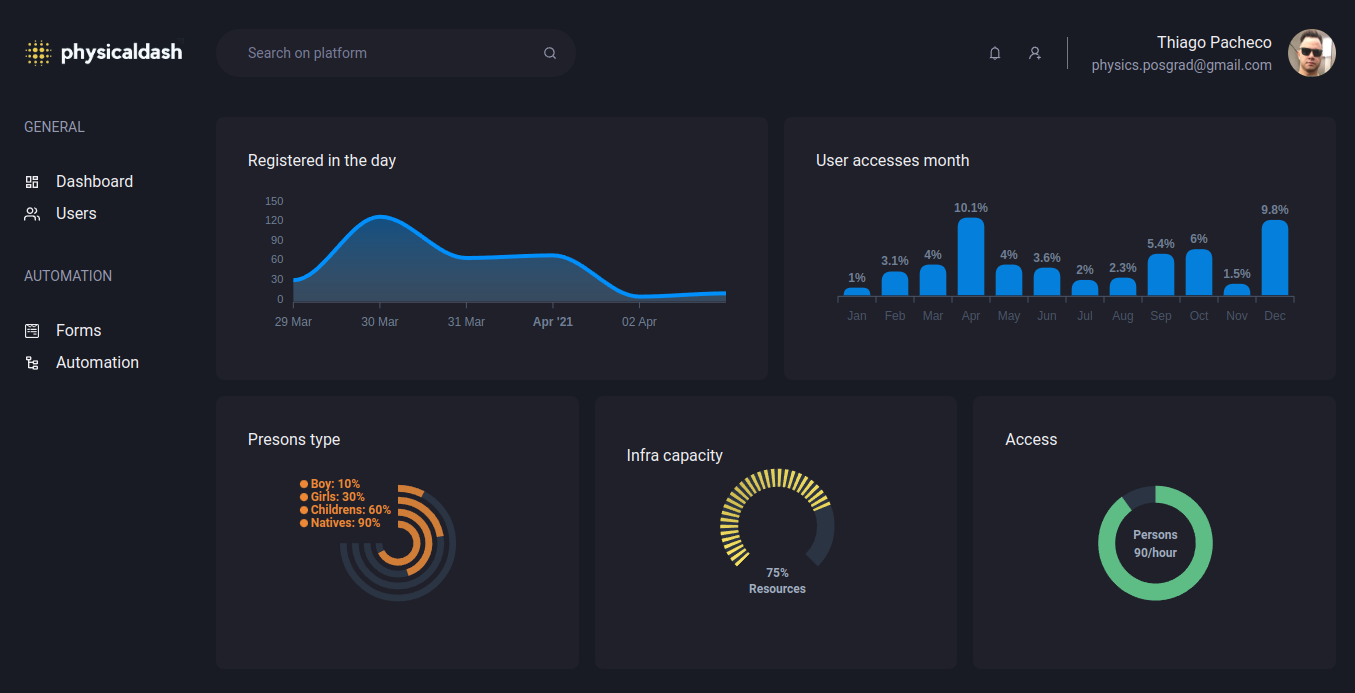 physicaldash
Search on platform
Thiago Pacheco
physics.posgrad@gmail.com
GENERAL
Dashboard
Users
AUTOMATION
Forms
Automation
Registered in the day
150
120
90
60
30
0
29 Mar 30 Mar 31 Mar Apr '21 02 Apr
User accesses month
1% 3.1% 4% 10.1% 4% 3.6% 2% 2.3% 5.4% 6% 1.5% 9.8%
Jan Feb Mar Apr May Jun Jul Aug Sep Oct Nov Dec
Presons type
Boy: 10%
Girls: 30%
Childrens: 60%
Natives: 90%
Infra capacity
75%
Resources
Access
Persons
90/hour